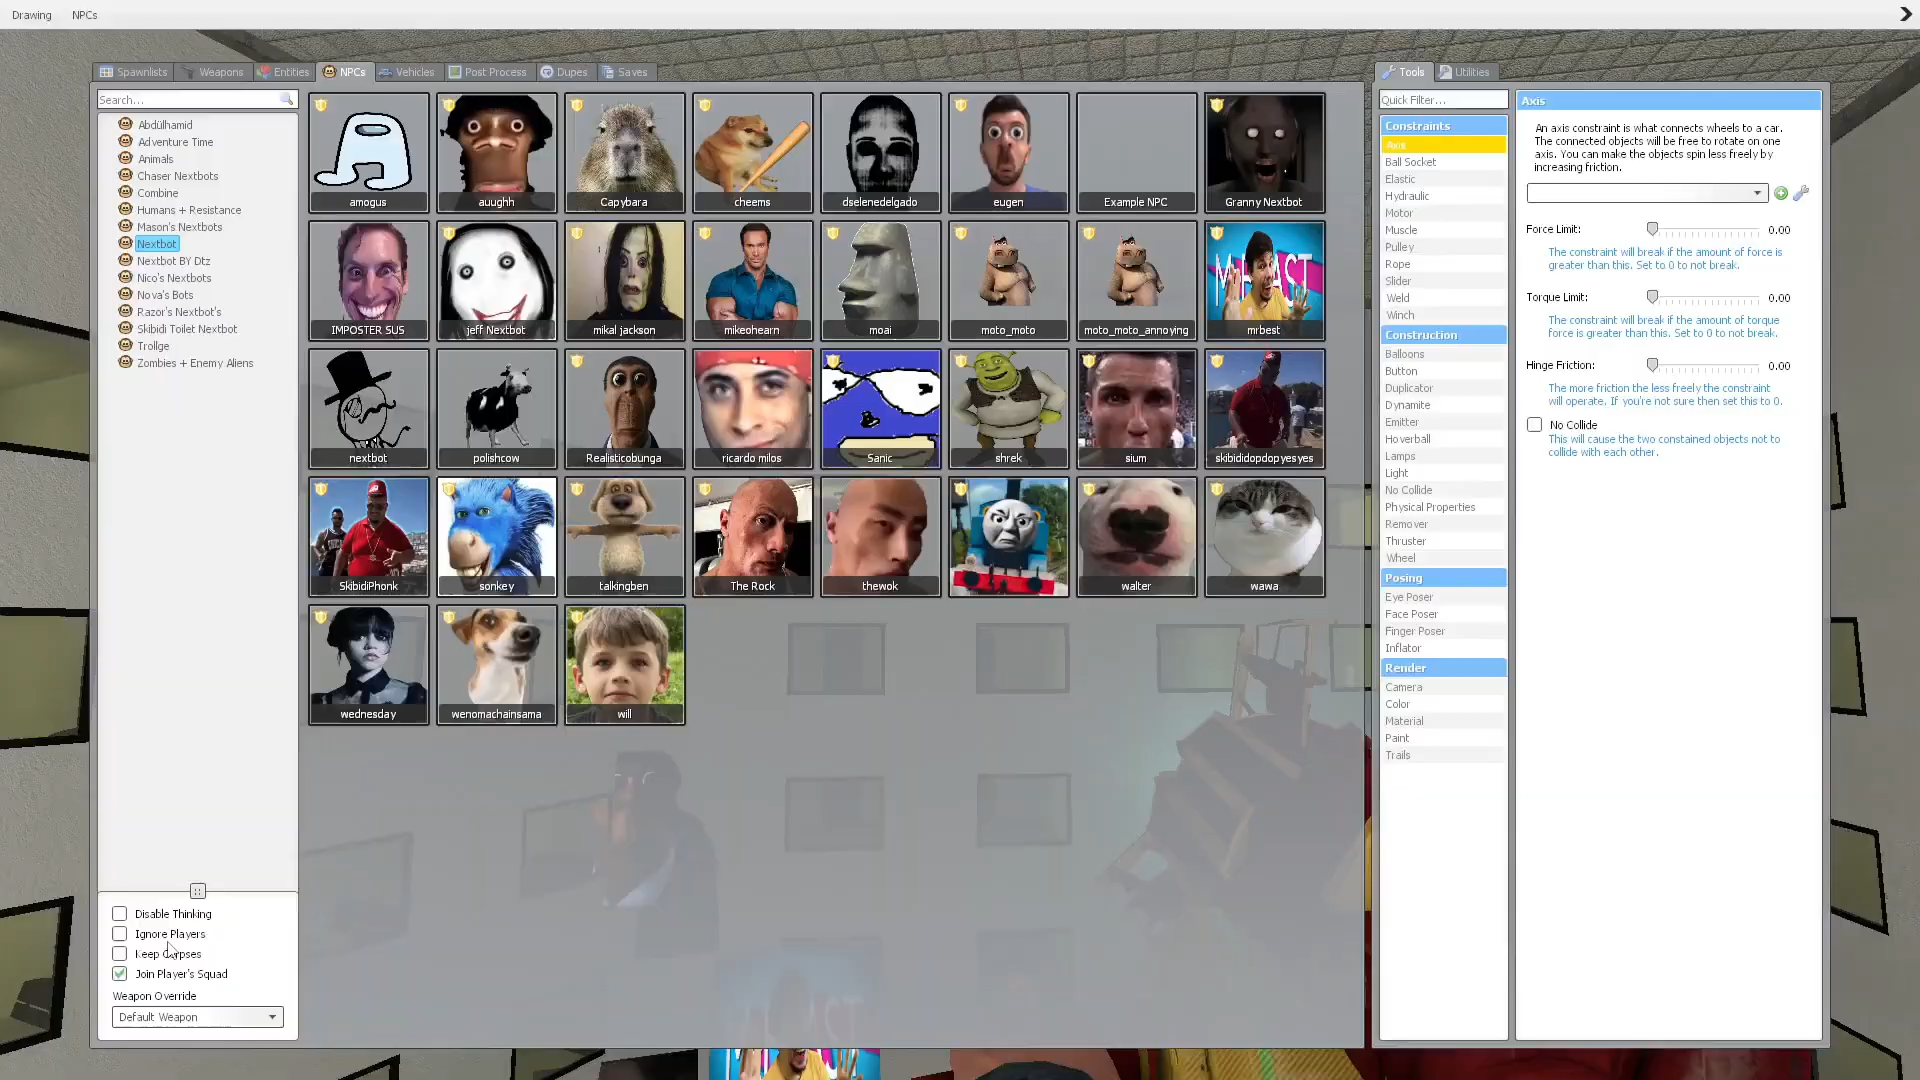 Drawing NPCs
Spawnlists Weapons Entities NPCs Vehicles Post Process Dupes Saves
Search...
Abdülhamid
Adventure Time
Animals
Chaser Nextbots
Combine
Humans + Resistance
Mason's Nextbots
Nextbot
Nextbot BY Dtz
Nico's Nextbots
Nova's Bots
Razor's Nextbot's
Skibidi Toilet Nextbot
Trollge
Zombies + Enemy Aliens
Disable Thinking
Ignore Players
Keep Corpses
Join Player's Squad
Weapon Override
Default Weapon
amogus auughh Capybara cheems dselenedelgado eugen Example NPC Granny Nextbot
IMPOSTER SUS jeff Nextbot mikal jackson mikeohearn moai moto_moto moto_moto_annoying mrbest
nextbot polishcow Realisticobunga ricardo milos Sanic shrek sium skibididopdopyesyes
SkibidiPhonk sonkey talkingben The Rock thewok walter wawa
wednesday wenomachainsama will
Tools Utilities
Quick Filter...
Constraints
Axis
Ball Socket
Elastic
Hydraulic
Motor
Muscle
Pulley
Rope
Slider
Weld
Winch
Construction
Balloons
Button
Duplicator
Dynamite
Emitter
Hoverball
Lamps
Light
No Collide
Physical Properties
Remover
Thruster
Wheel
Posing
Eye Poser
Face Poser
Finger Poser
Inflator
Render
Camera
Color
Material
Paint
Trails
Axis
An axis constraint is what connects wheels to a car.
The connected objects will be free to rotate on one
axis. You can make the objects spin less freely by
increasing friction.
Force Limit: 0.00
The constraint will break if the amount of force is
greater than this. Set to 0 to not break.
Torque Limit: 0.00
The constraint will break if the amount of torque
force is greater than this. Set to 0 to not break.
Hinge Friction: 0.00
The more friction the less freely the constraint
will operate. If you're not sure then set this to 0.
No Collide
This will cause the two constained objects not to
collide with each other.